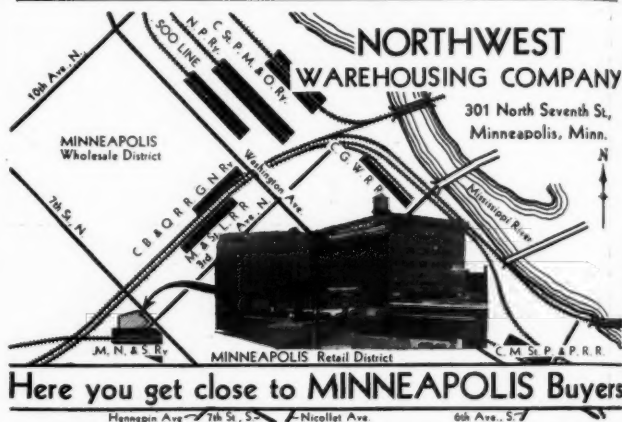 NORTHWEST
WAREHOUSING COMPANY
301 North Seventh St.,
Minneapolis, Minn.
N
SOO LINE
N. P. Ry.
C. St. P. M. & O. Ry.
10th Ave. N.
MINNEAPOLIS
Wholesale District
Washington Ave.
C. G. W. R. R.
Mississippi River
7th St. N
C B & Q R R G. N. Ry
M & St. L. R R
3rd Ave. N.
M. N. & S. Ry
MINNEAPOLIS Retail District
C. M. St. P. & P. R. R.
Here you get close to MINNEAPOLIS Buyers
Hennepin Ave
7th St., S
Nicollet Ave.
6th Ave., S.